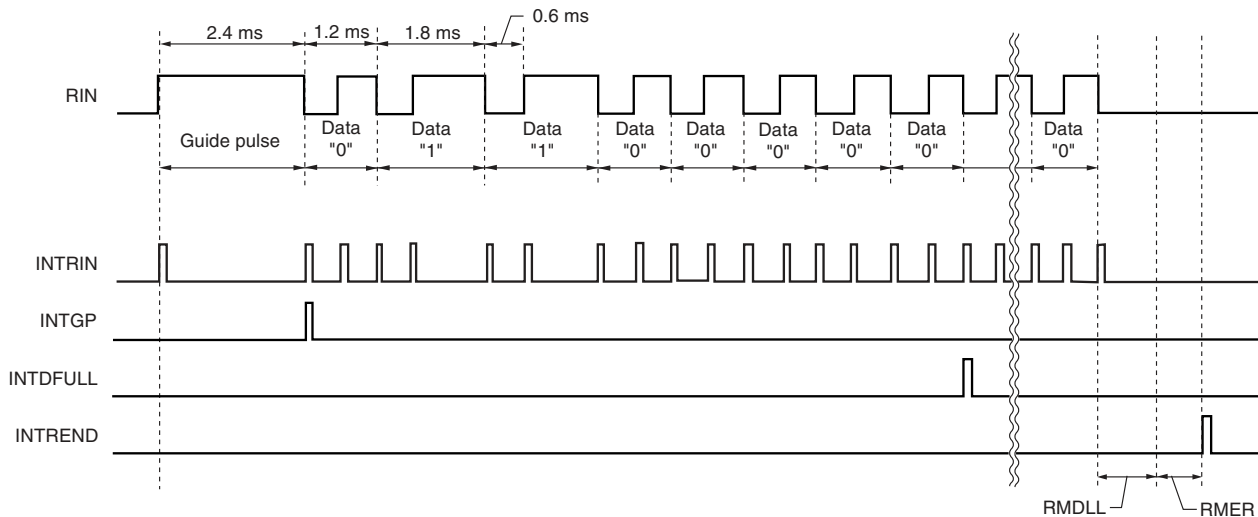 0.6 ms
2.4 ms 1.2 ms 1.8 ms
RIN
Guide pulse
Data "0"
Data "1"
Data "1"
Data "0"
Data "0"
Data "0"
Data "0"
Data "0"
Data "0"
INTRIN
INTGP
INTDFULL
INTREND
RMDLL RMER